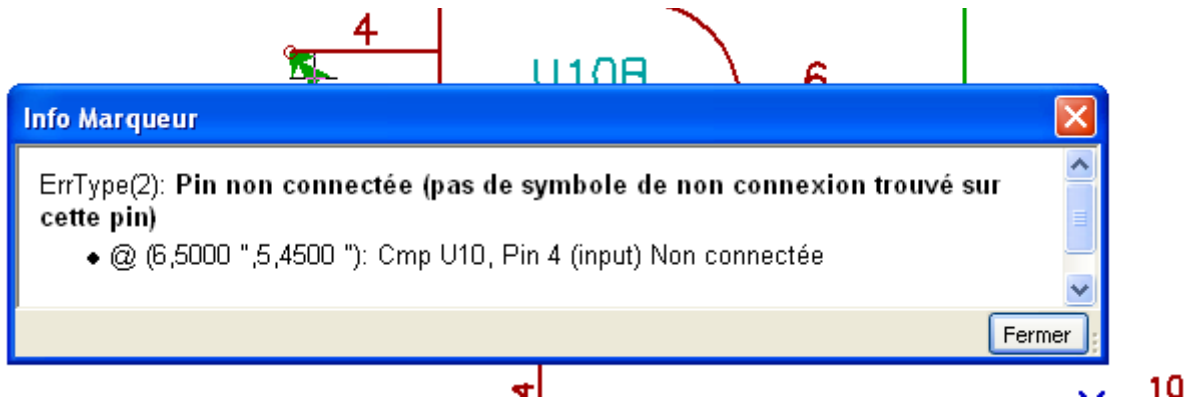 4
U10B
6
Info Marqueur
ErrType(2): Pin non connectée (pas de symbole de non connexion trouvé sur
cette pin)
• @ (6,5000 ",5,4500 "): Cmp U10, Pin 4 (input) Non connectée
Fermer
10